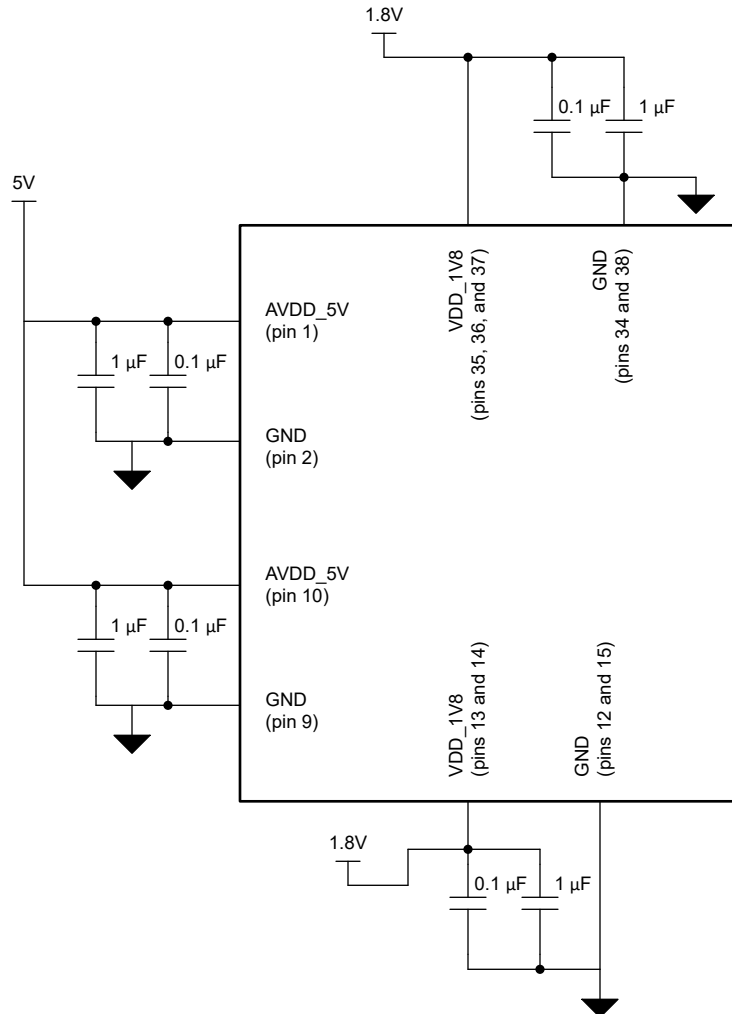 1.8V
0.1 µF
1 µF
5V
VDD_1V8
(pins 35, 36, and 37)
GND
(pins 34 and 38)
AVDD_5V
(pin 1)
1 µF
0.1 µF
GND
(pin 2)
AVDD_5V
(pin 10)
1 µF
0.1 µF
GND
(pin 9)
VDD_1V8
(pins 13 and 14)
GND
(pins 12 and 15)
1.8V
0.1 µF
1 µF